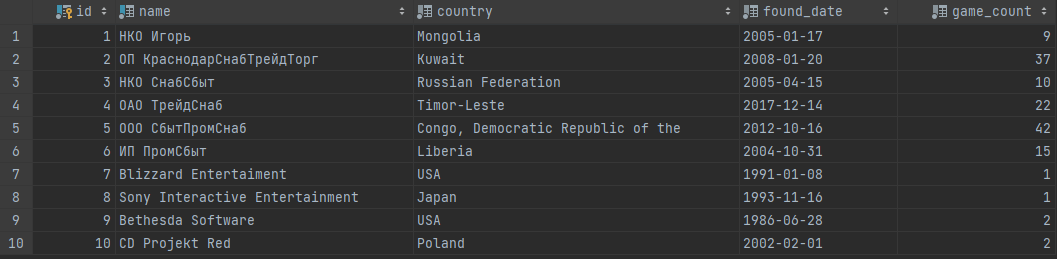 id name country found_date game_count
1 1 НКО Игорь Mongolia 2005-01-17 9
2 2 ОП КраснодарСнабТрейдТорг Kuwait 2008-01-20 37
3 3 НКО СнабСбыт Russian Federation 2005-04-15 10
4 4 ОАО ТрейдСнаб Timor-Leste 2017-12-14 22
5 5 ООО СбытПромСнаб Congo, Democratic Republic of the 2012-10-16 42
6 6 ИП ПромСбыт Liberia 2004-10-31 15
7 7 Blizzard Entertaiment USA 1991-01-08 1
8 8 Sony Interactive Entertainment Japan 1993-11-16 1
9 9 Bethesda Software USA 1986-06-28 2
10 10 CD Projekt Red Poland 2002-02-01 2